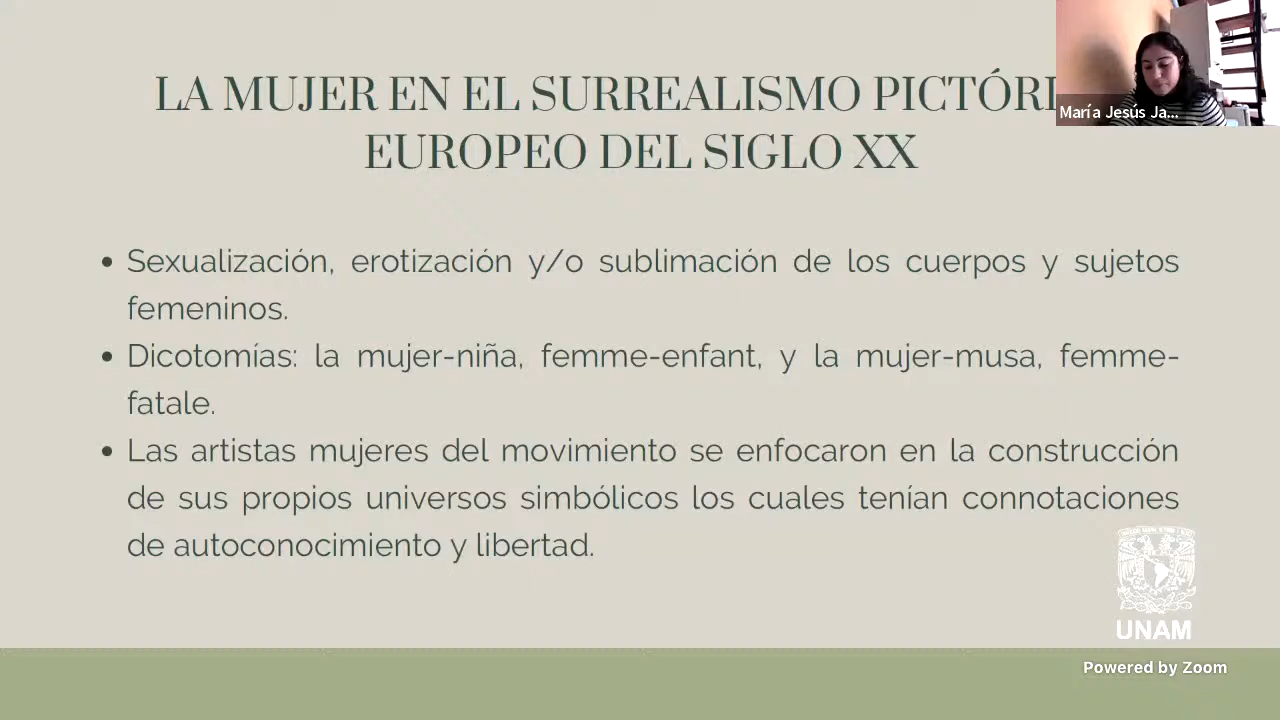 LA MUJER EN EL SURREALISMO
EUROPEO DEL SIGLO XX
María Jesús Ja...
• Sexualización, erotización y/o sublimación de los cuerpos y sujetos
femeninos.
• Dicotomías: la mujer-niña, femme-enfant, y la mujer-musa, femme-
fatale.
• Las artistas mujeres del movimiento se enfocaron en la construcción
de sus propios universos simbólicos los cuales tenían connotaciones
de autoconocimiento y libertad.
UNAM
Powered by Zoom